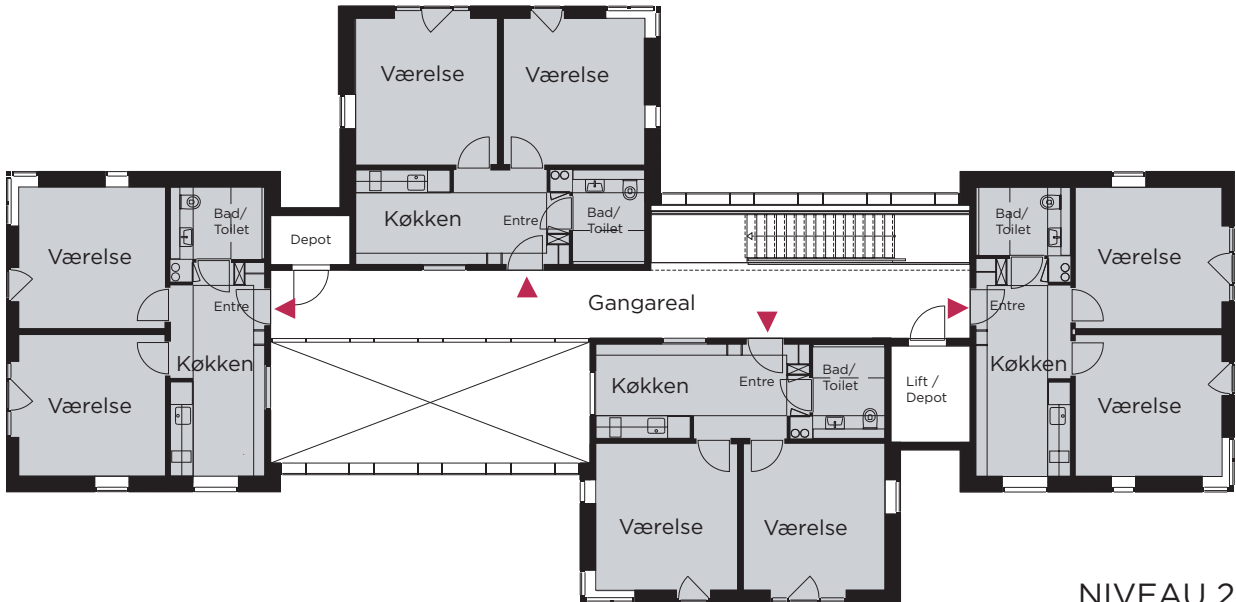 Værelse
Værelse
Køkken
Entre
Bad/
Toilet
Bad/
Toilet
Værelse
Entre
Køkken
Værelse
Depot
Gangareal
Bad/
Toilet
Værelse
Entre
Køkken
Værelse
Køkken
Entre
Bad/
Toilet
Lift /
Depot
Værelse
Værelse
NIVEAU 2